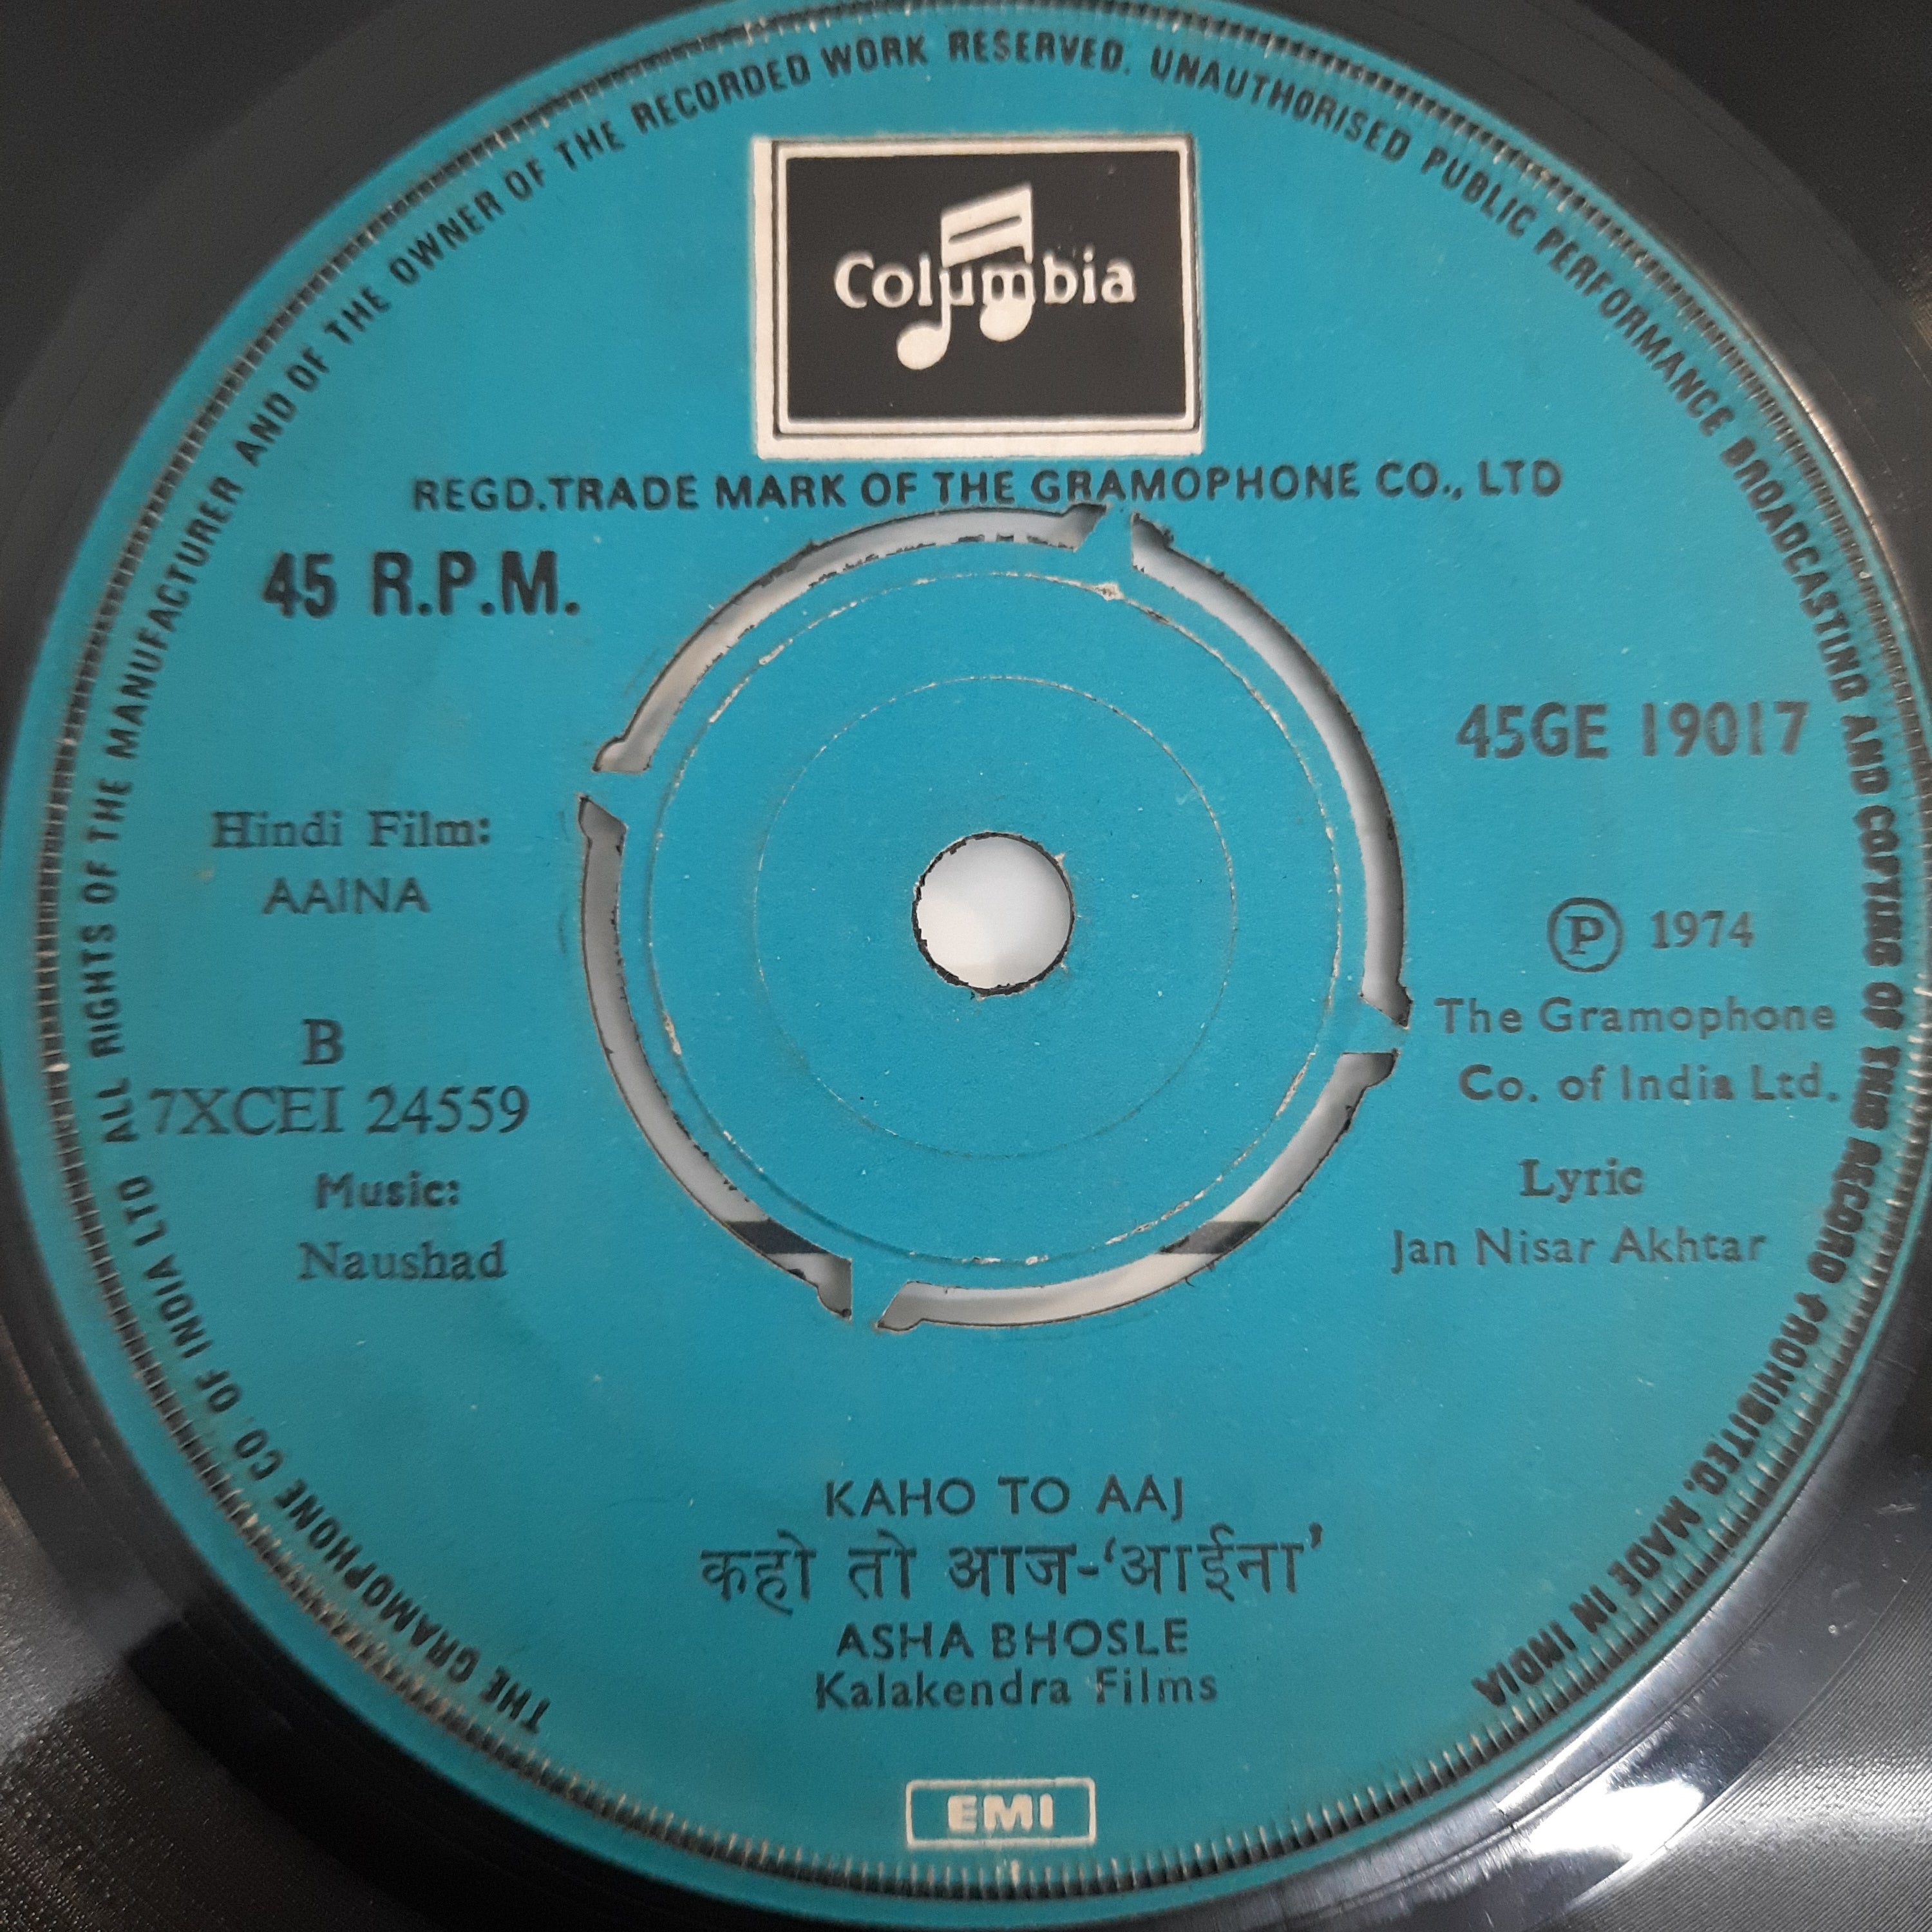 THE GRAMOPHONE CO. OF INDIA LTD ALL RIGHTS OF THE MANUFACTURER AND OF THE OWNER OF THE RECORDED WORK RESERVED. UNAUTHORISED PUBLIC PERFORMANCE BROADCASTING AND COPYING OF THIS RECORD PROHIBITED. MADE IN INDIA
Columbia
REGD.TRADE MARK OF THE GRAMOPHONE CO., LTD
45 R.P.M.
45GE 19017
Hindi Film:
AAINA
Ⓟ 1974
The Gramophone
Co. of India Ltd.
B
7XCEI 24559
Music:
Naushad
Lyric
Jan Nisar Akhtar
KAHO TO AAJ
कहो तो आज-‘आईना’
ASHA BHOSLE
Kalakendra Films
EMI